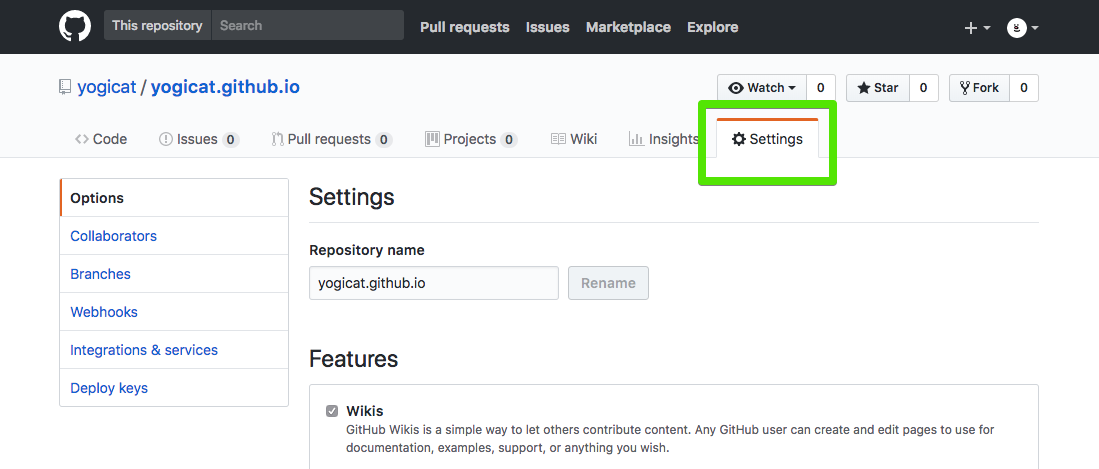 This repository Search Pull requests Issues Marketplace Explore
yogicat / yogicat.github.io Watch 0 Star 0 Fork 0
Code Issues 0 Pull requests 0 Projects 0 Wiki Insights Settings
Options
Collaborators
Branches
Webhooks
Integrations & services
Deploy keys
Settings
Repository name
yogicat.github.io Rename
Features
Wikis
GitHub Wikis is a simple way to let others contribute content. Any GitHub user can create and edit pages to use for
documentation, examples, support, or anything you wish.